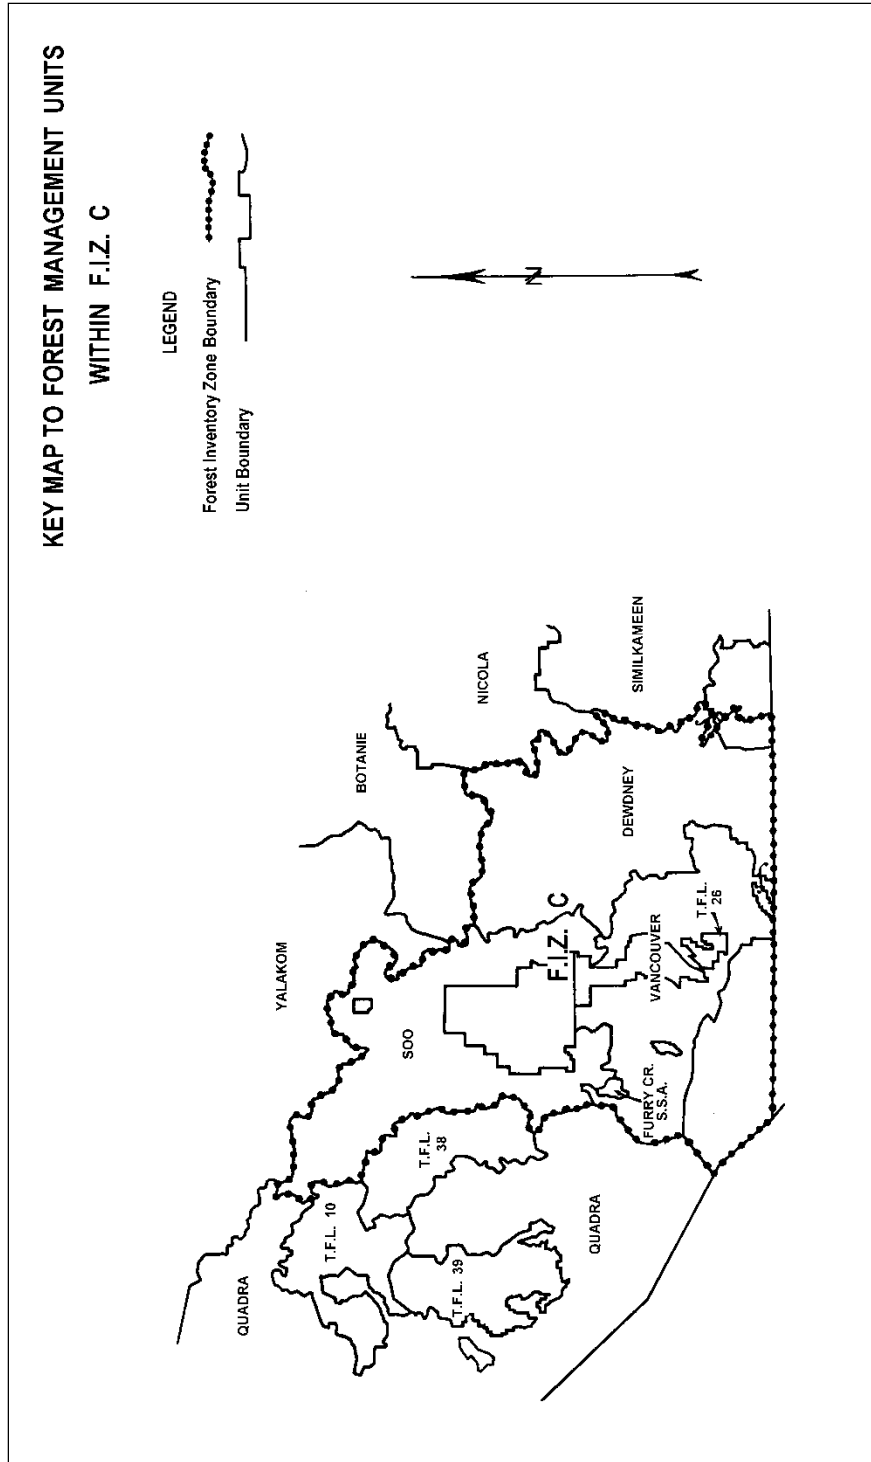 KEY MAP TO FOREST MANAGEMENT UNITS
WITHIN F.I.Z. C
LEGEND
Forest Inventory Zone Boundary
Unit Boundary
N
QUADRA
YALAKOM
T.F.L. 10
BOTANIE
T.F.L.
38
SOO
T.F.L. 39
NICOLA
F.I.Z. C
QUADRA
SIMILKAMEEN
DEWDNEY
FURRY CR.
S.S.A.
VANCOUVER
T.F.L.
26